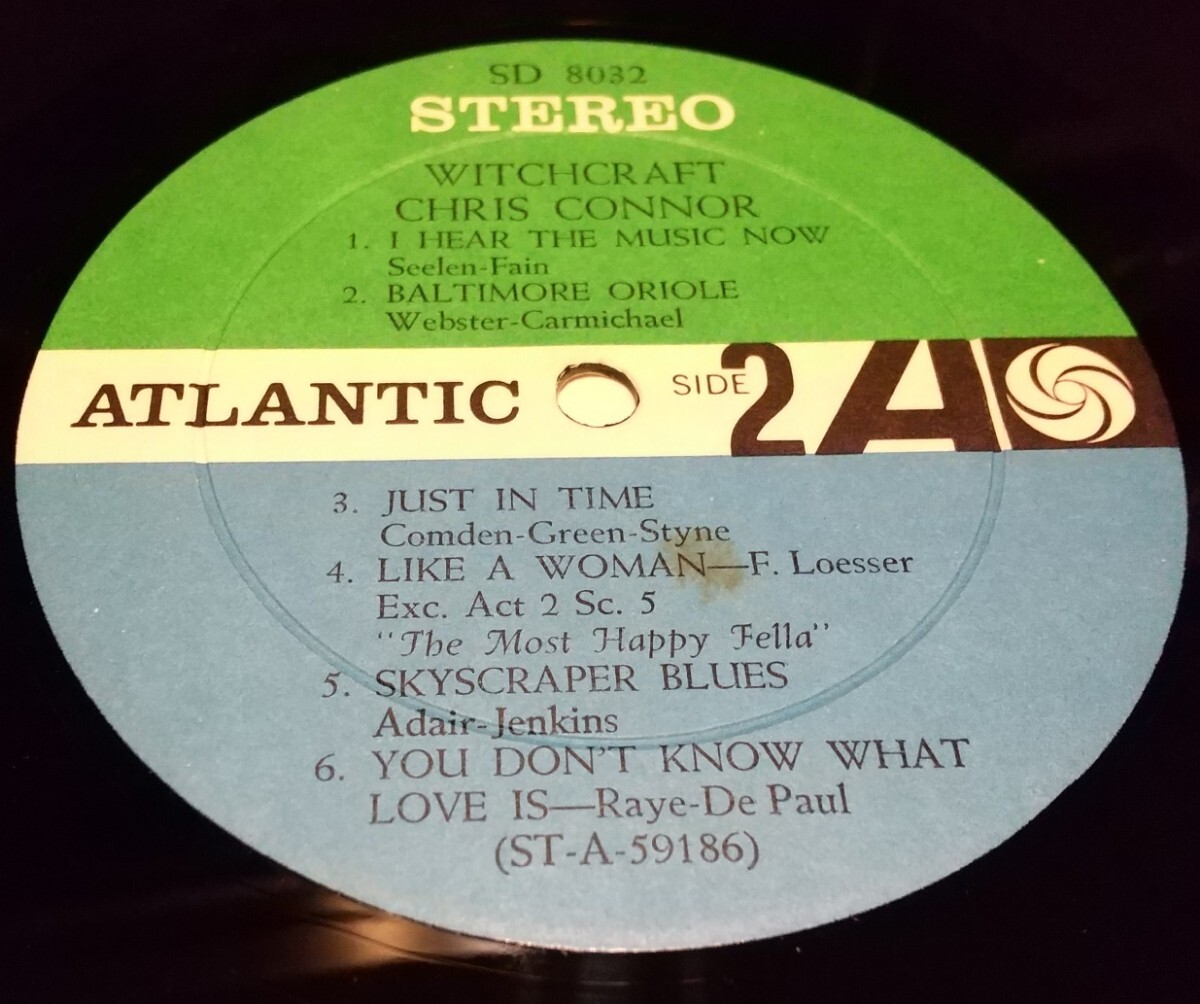 SD 8032
STEREO
WITCHCRAFT
CHRIS CONNOR
1. I HEAR THE MUSIC NOW
Seelen-Fain
2. BALTIMORE ORIOLE
Webster-Carmichael
ATLANTIC SIDE 2 A
3. JUST IN TIME
Comden-Green-Styne
4. LIKE A WOMAN—F. Loesser
Exc. Act 2 Sc. 5
"The Most Happy Fella"
5. SKYSCRAPER BLUES
Adair-Jenkins
6. YOU DON'T KNOW WHAT
LOVE IS—Raye-De Paul
(ST-A-59186)